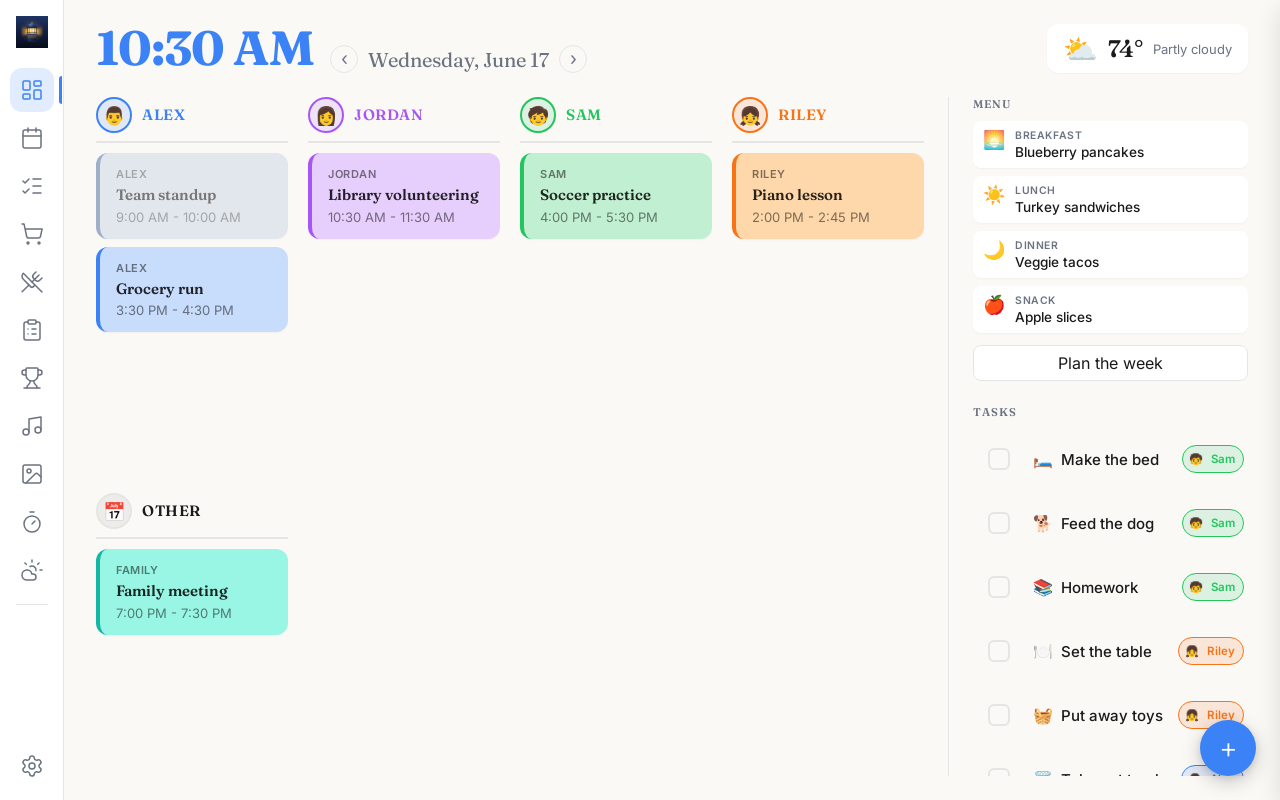 10:30 AM
Wednesday, June 17
74°
Partly cloudy
ALEX
JORDAN
SAM
RILEY
ALEX
Team standup
9:00 AM - 10:00 AM
ALEX
Grocery run
3:30 PM - 4:30 PM
JORDAN
Library volunteering
10:30 AM - 11:30 AM
SAM
Soccer practice
4:00 PM - 5:30 PM
RILEY
Piano lesson
2:00 PM - 2:45 PM
OTHER
FAMILY
Family meeting
7:00 PM - 7:30 PM
MENU
BREAKFAST
Blueberry pancakes
LUNCH
Turkey sandwiches
DINNER
Veggie tacos
SNACK
Apple slices
Plan the week
TASKS
Make the bed
Sam
Feed the dog
Sam
Homework
Sam
Set the table
Riley
Put away toys
Riley
+